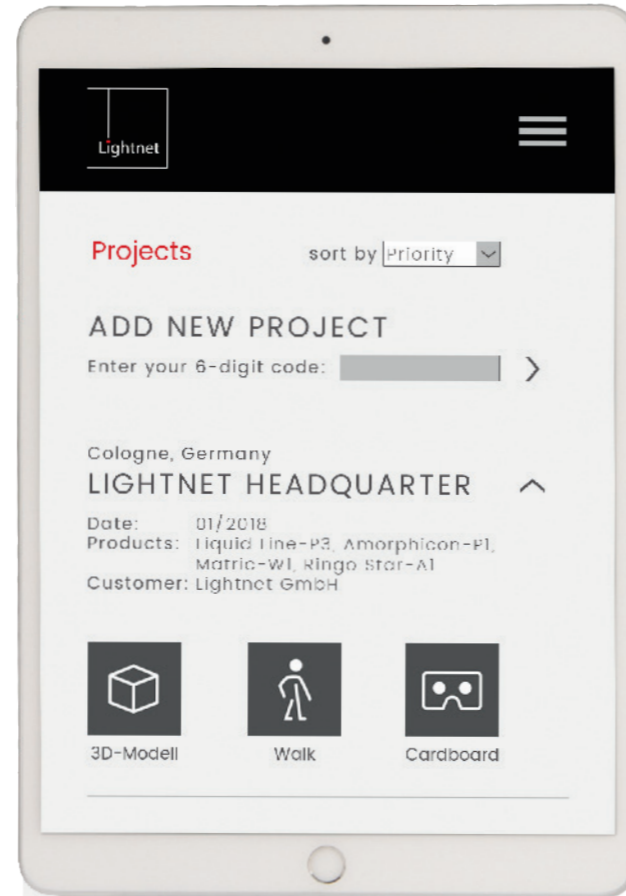 Lightnet
Projects
sort by Priority
ADD NEW PROJECT
Enter your 6-digit code:
Cologne, Germany
LIGHTNET HEADQUARTER
Date: 01/2018
Products: Liquid Line-P3, Amorphicon-P1,
Matric-W1, Ringo Star-A1
Customer: Lightnet GmbH
3D-Modell Walk Cardboard